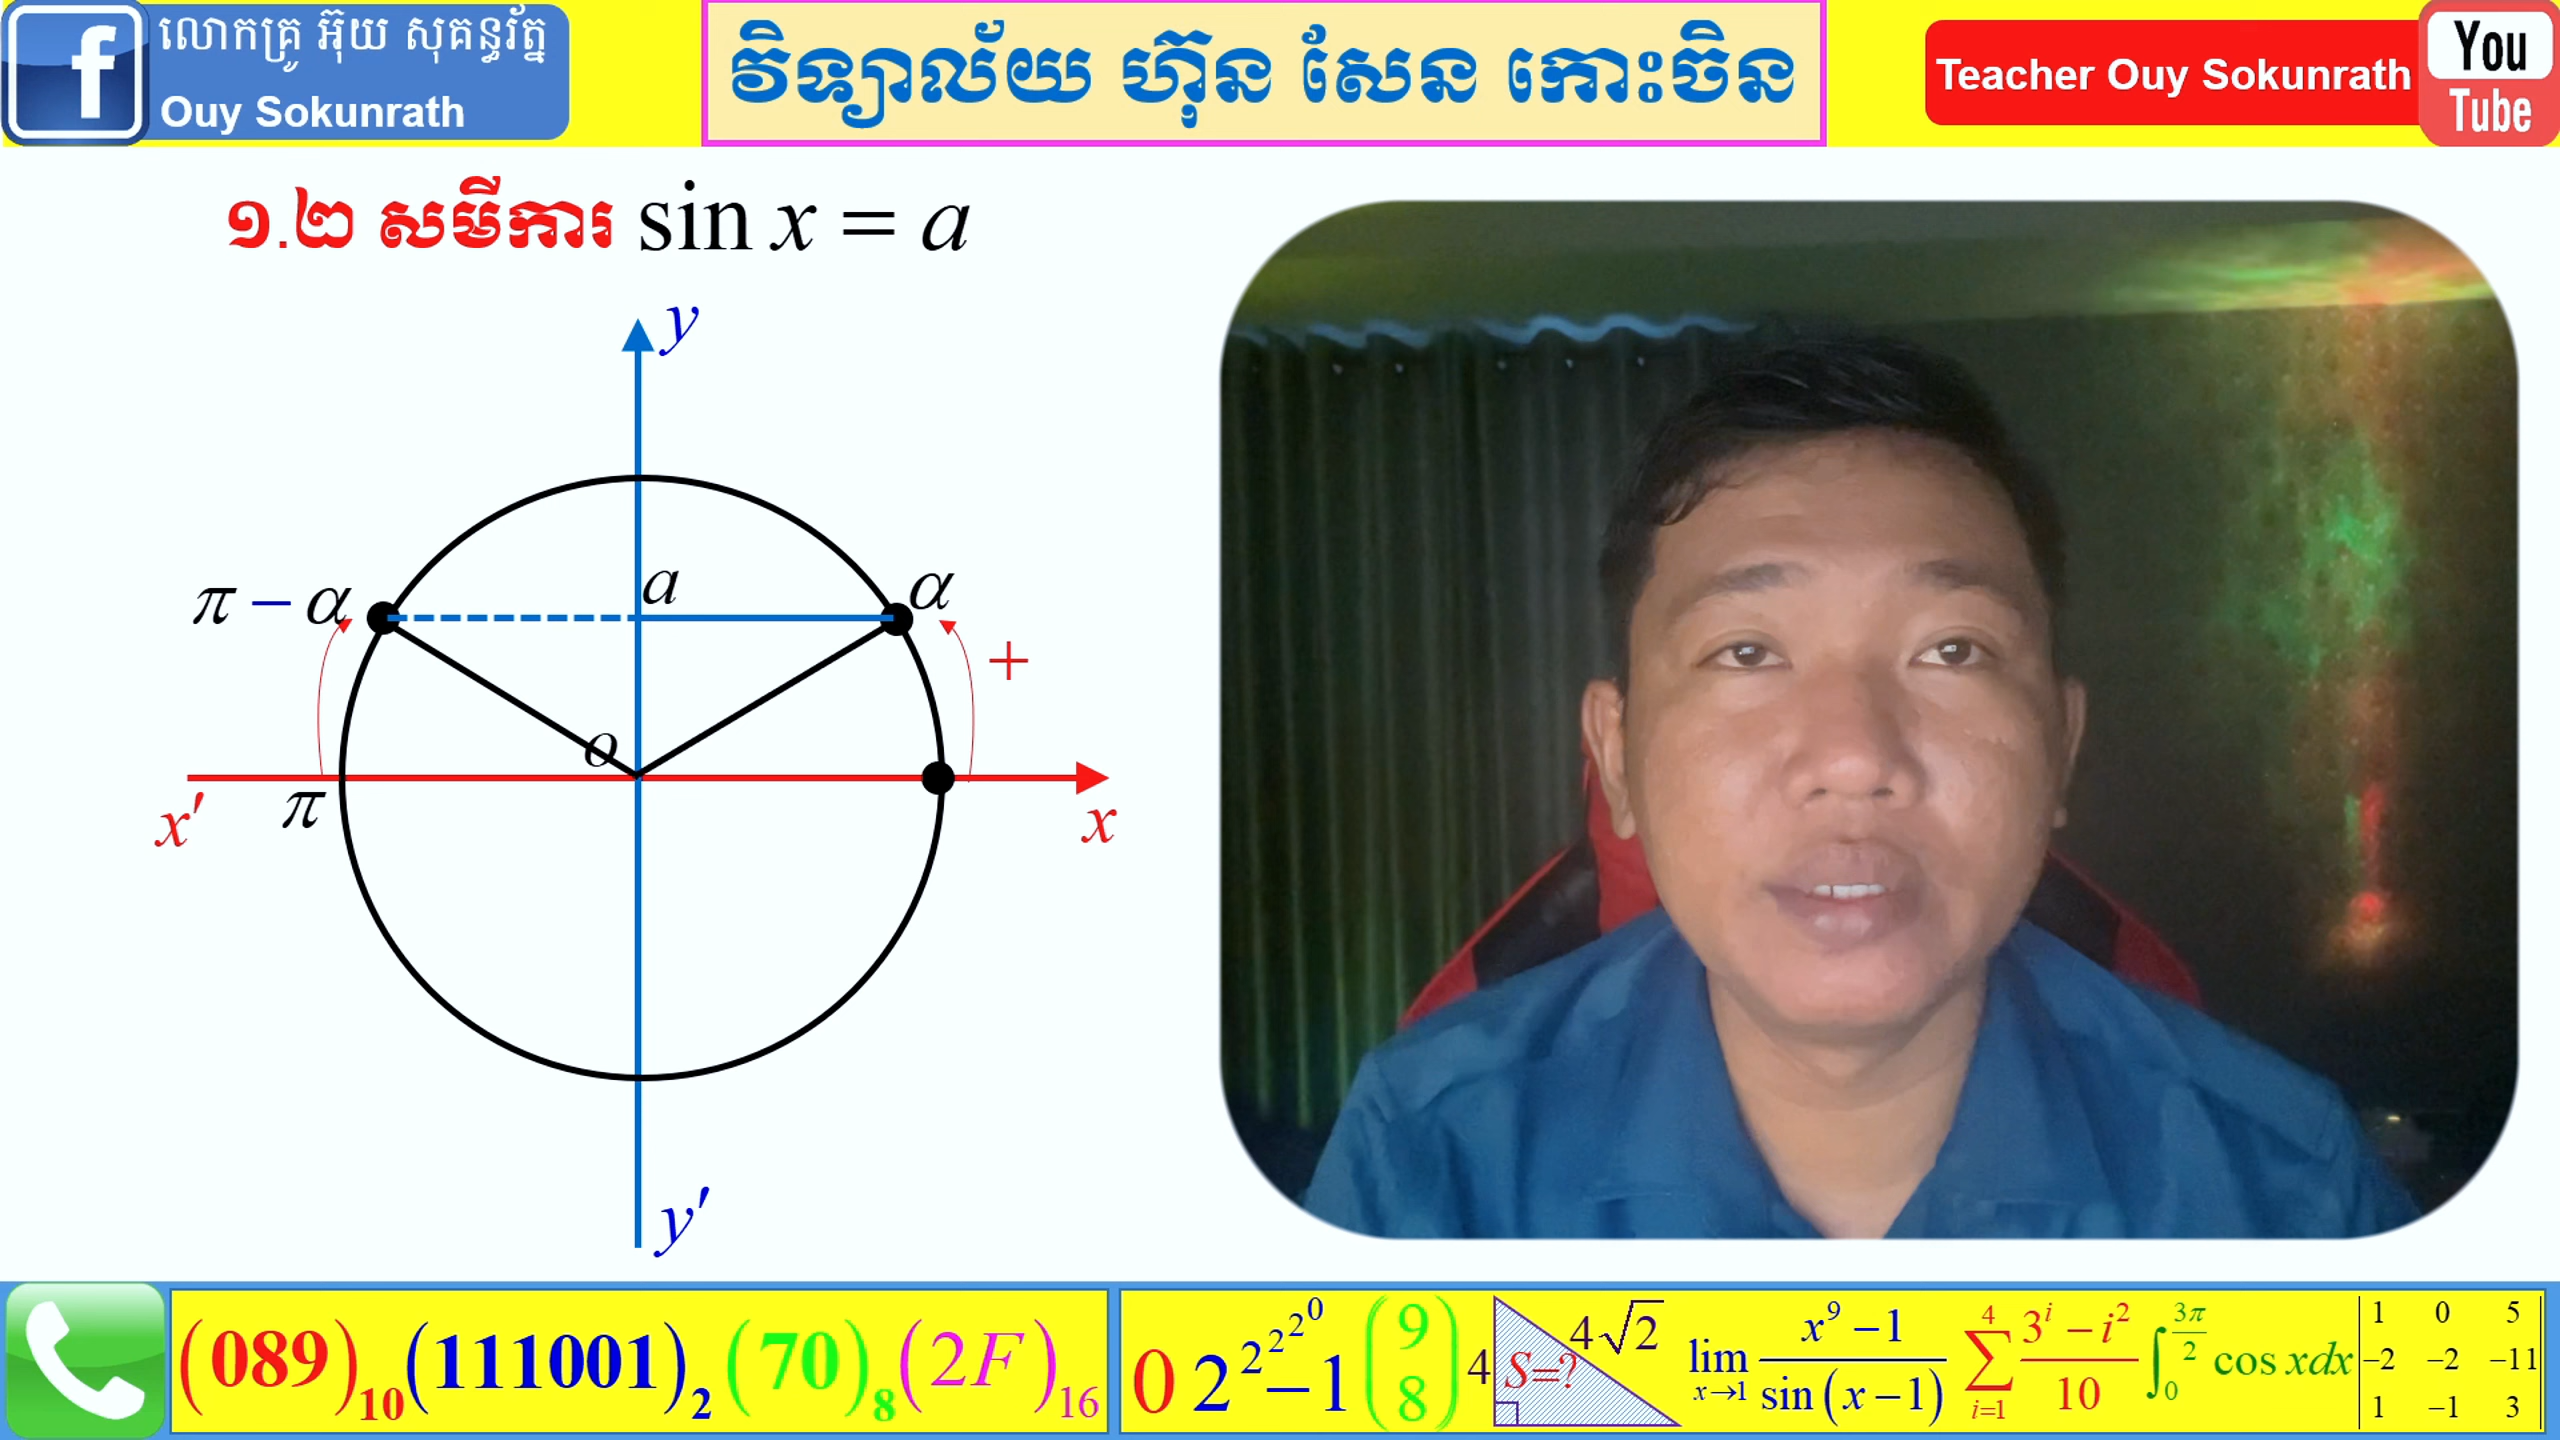 លោកគ្រូ អ៊ុយ សុគន្ធរ័ត្ន
Ouy Sokunrath
វិទ្យាល័យ ហ៊ុន សែន កោះចិន
Teacher Ouy Sokunrath
You
Tube
១.២ សមីការ sin x = a
y
a
α
π − α
+
o
π
x′
x
y′
(089)₁₀ (111001)₂ (70)₈ (2F)₁₆
0 2^{2^{2^{2^0}}} −1 (9 8) 4 S=? 4√2 lim x→1 (x⁹ −1)/(sin (x −1)) ∑ i=1 4 (3ⁱ − i²)/10 ∫₀^{3π/2} cos xdx
1 0 5
−2 −2 −11
1 −1 3